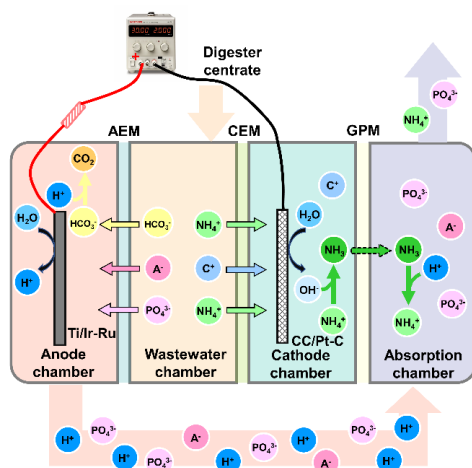 3000 2000
Digester
centrate
PO₄³⁻
NH₄⁺
AEM
CEM
GPM
CO₂
H⁺
H₂O
HCO₃⁻
HCO₃⁻
NH₄⁺
C⁺
H₂O
PO₄³⁻
A⁻
NH₃
NH₃
H⁺
A⁻
C⁺
H⁺
OH⁻
PO₄³⁻
NH₄⁺
NH₄⁺
NH₄⁺
Ti/Ir-Ru
CC/Pt-C
Anode
chamber
Wastewater
chamber
Cathode
chamber
Absorption
chamber
H⁺
PO₄³⁻
A⁻
PO₄³⁻
H⁺
PO₄³⁻
H⁺
H⁺
PO₄³⁻
H⁺
A⁻
H⁺